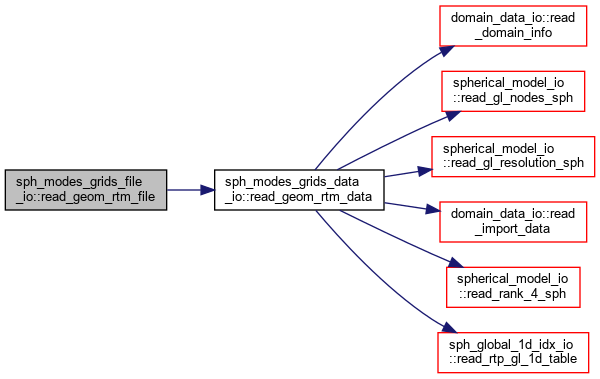 sph_modes_grids_file
_io::read_geom_rtm_file
sph_modes_grids_data
_io::read_geom_rtm_data
domain_data_io::read
_domain_info
spherical_model_io
::read_gl_nodes_sph
spherical_model_io
::read_gl_resolution_sph
domain_data_io::read
_import_data
spherical_model_io
::read_rank_4_sph
sph_global_1d_idx_io
::read_rtp_gl_1d_table